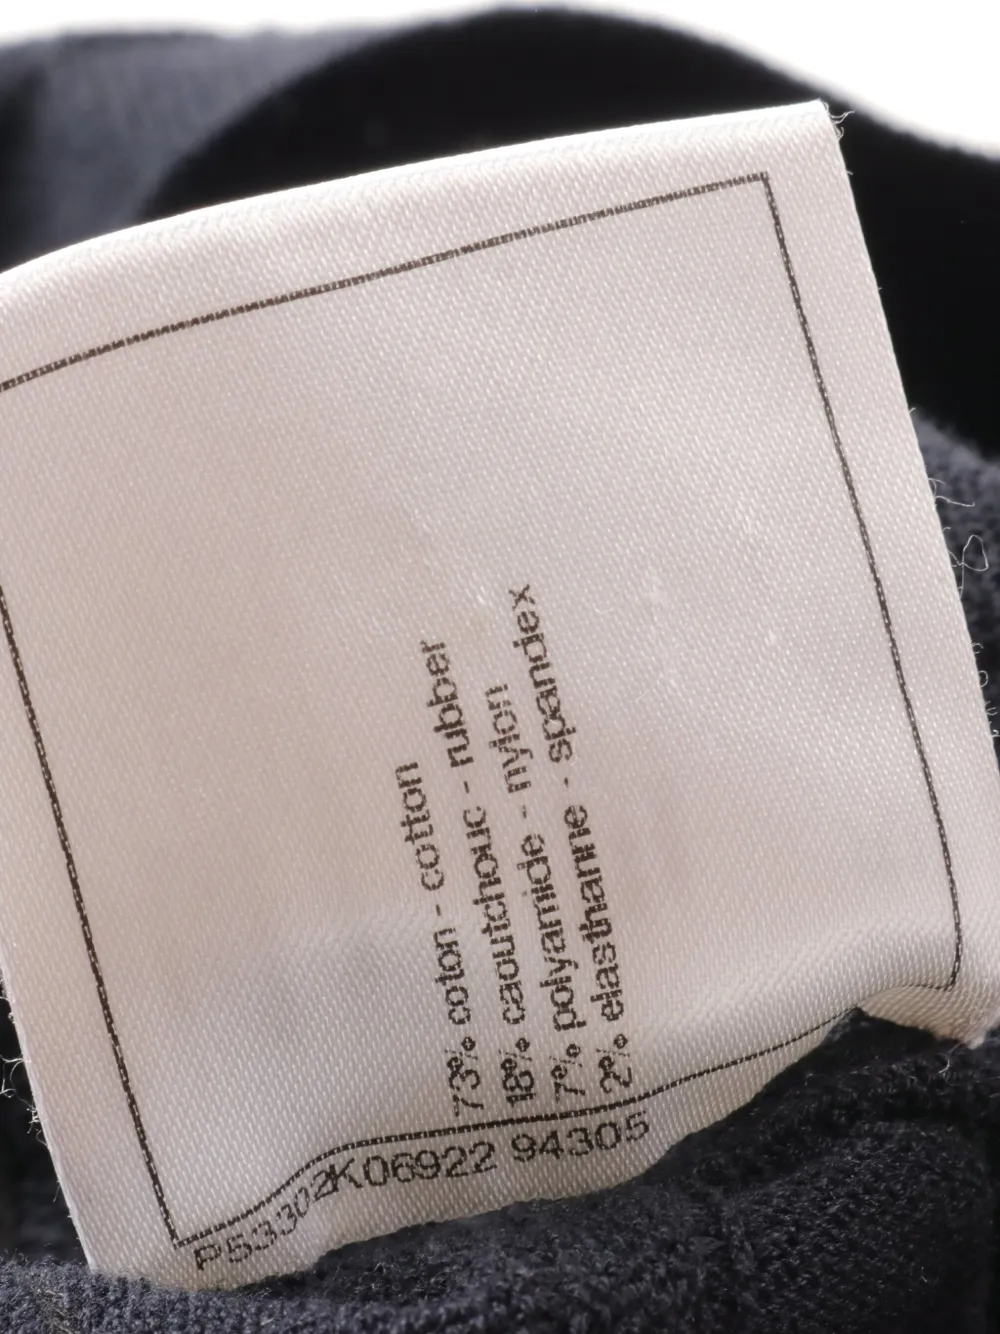 73% coton - cotton
18% caoutchouc - rubber
7% polyamide - nylon
2% elasthanne - spandex
P53302K06922 94305